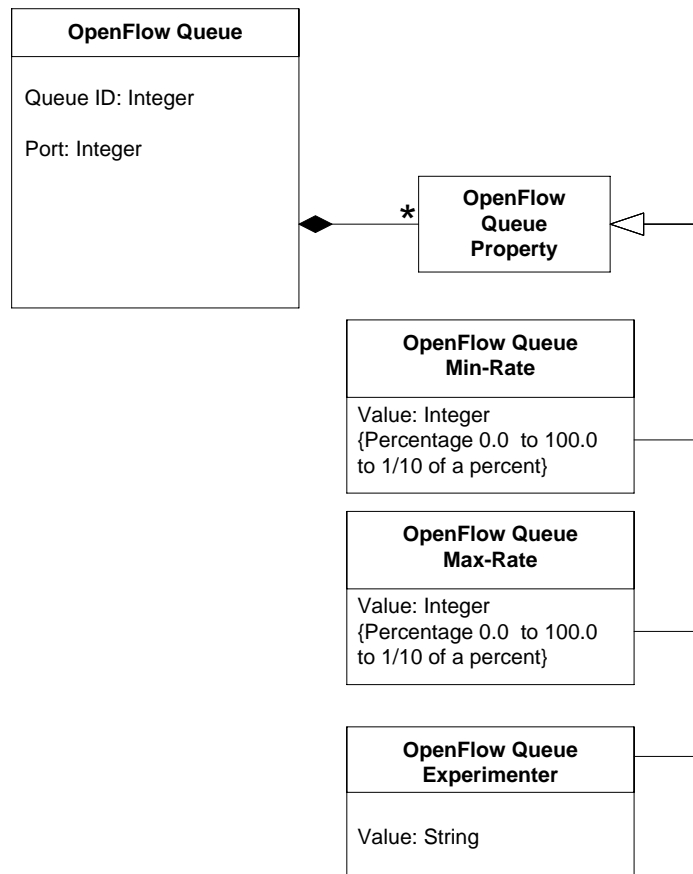 OpenFlow Queue
Queue ID: Integer
Port: Integer
*
OpenFlow
Queue
Property
OpenFlow Queue
Min-Rate
Value: Integer
{Percentage 0.0  to 100.0
to 1/10 of a percent}
OpenFlow Queue
Max-Rate
Value: Integer
{Percentage 0.0  to 100.0
to 1/10 of a percent}
OpenFlow Queue
Experimenter
Value: String